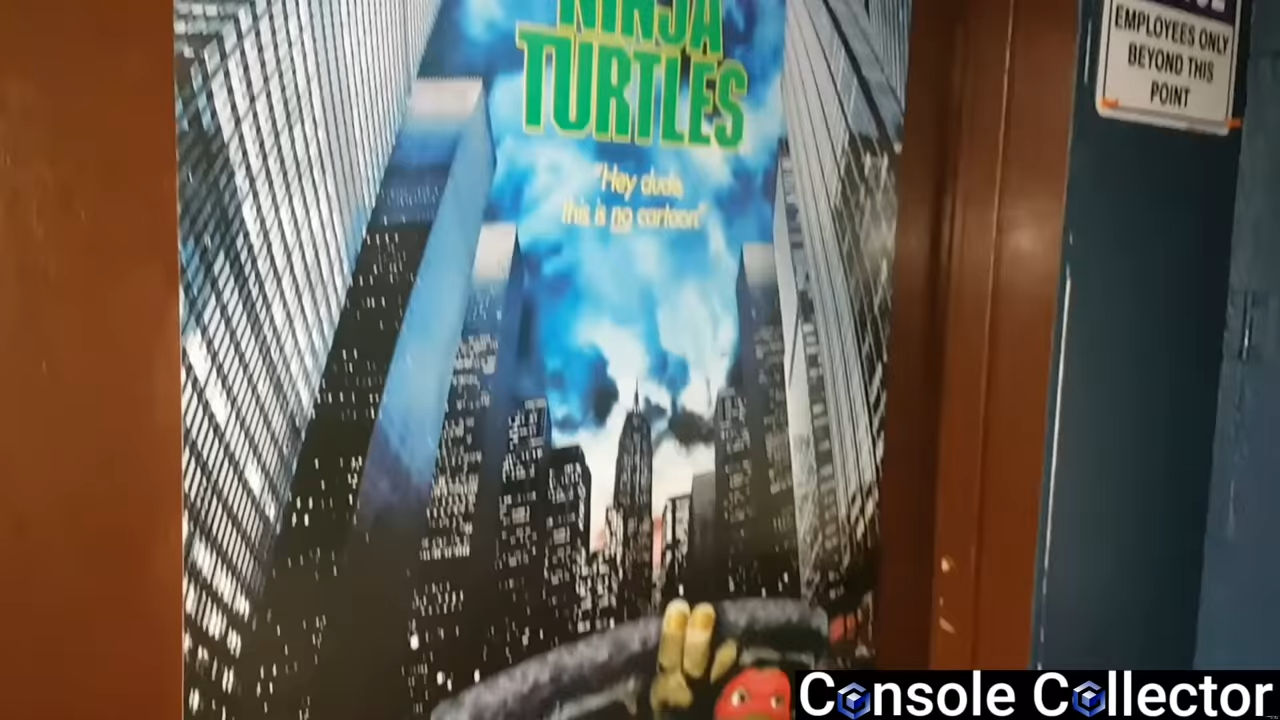 NINJA
TURTLES
"Hey dude,
this is no cartoon"
EMPLOYEES ONLY
BEYOND THIS
POINT
Console Collector